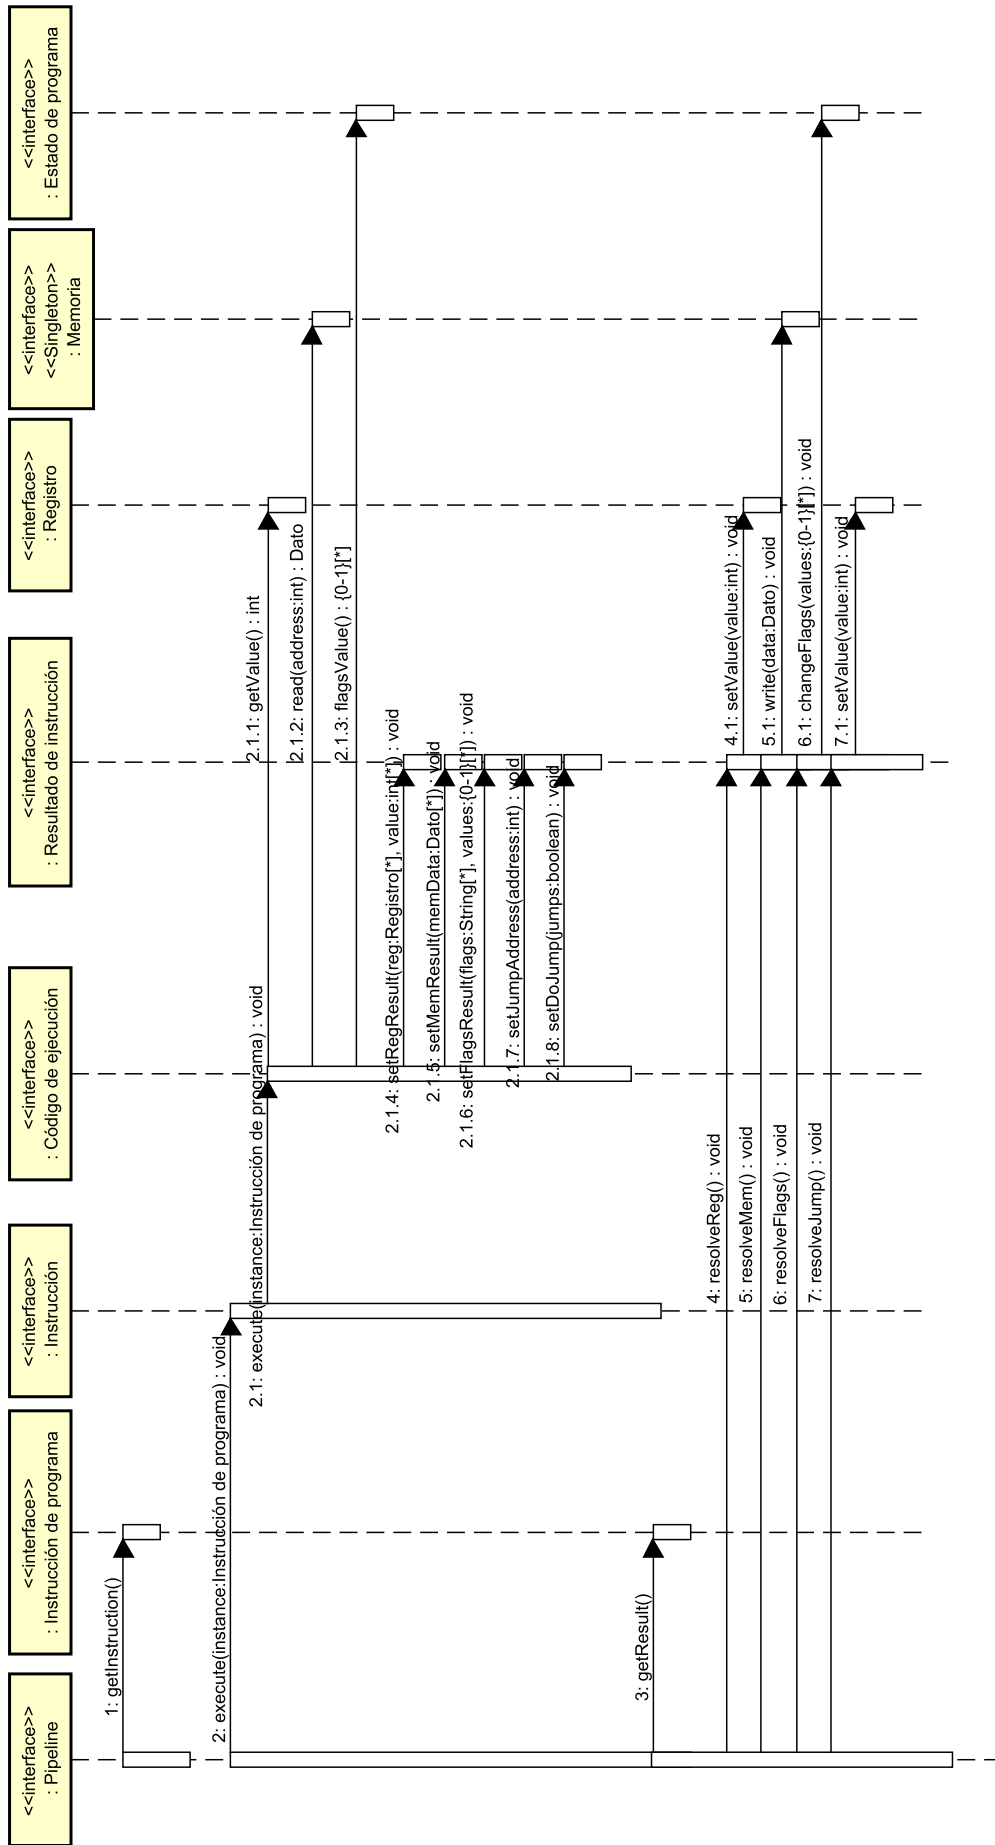 <<interface>>
: Pipeline
<<interface>>
: Instrucción de programa
<<interface>>
: Instrucción
<<interface>>
: Código de ejecución
<<interface>>
: Resultado de instrucción
<<interface>>
: Registro
<<interface>>
<<Singleton>>
: Memoria
<<interface>>
: Estado de programa
1: getInstruction()
2: execute(instance:Instrucción de programa) : void
2.1: execute(instance:Instrucción de programa) : void
2.1.1: getValue() : int
2.1.2: read(address:int) : Dato
2.1.3: flagsValue() : {0-1}[*]
2.1.4: setRegResult(reg:Registro[*], value:int[*]) : void
2.1.5: setMemResult(memData:Dato[*]) : void
2.1.6: setFlagsResult(flags:String[*], values:{0-1}[*]) : void
2.1.7: setJumpAddress(address:int) : void
2.1.8: setDoJump(jumps:boolean) : void
3: getResult()
4: resolveReg() : void
4.1: setValue(value:int) : void
5: resolveMem() : void
5.1: write(data:Dato) : void
6: resolveFlags() : void
6.1: changeFlags(values:{0-1}[*]) : void
7: resolveJump() : void
7.1: setValue(value:int) : void